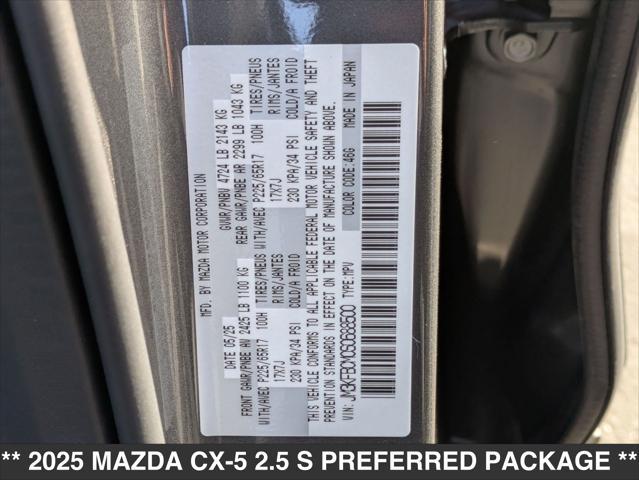 MFD. BY MAZDA MOTOR CORPORATION
DATE 05/25 GVWR/PNBV 4724 LB 2143 KG
FRONT GAWR/PNBE AV 2425 LB 1100 KG REAR GAWR/PNBE AR 2299 LB 1043 KG
WITH/AVEC P225/65R17 100H TIRES/PNEUS WITH/AVEC P225/65R17 100H TIRES/PNEUS
17X7J RIMS/JANTES 17X7J RIMS/JANTES
230 KPA/34 PSI COLD/A FROID 230 KPA/34 PSI COLD/A FROID
THIS VEHICLE CONFORMS TO ALL APPLICABLE FEDERAL MOTOR VEHICLE SAFETY AND THEFT
PREVENTION STANDARDS IN EFFECT ON THE DATE OF MANUFACTURE SHOWN ABOVE.
VIN: TYPE:MPV COLOR CODE:46G MADE IN JAPAN
** 2025 MAZDA CX-5 2.5 S PREFERRED PACKAGE **